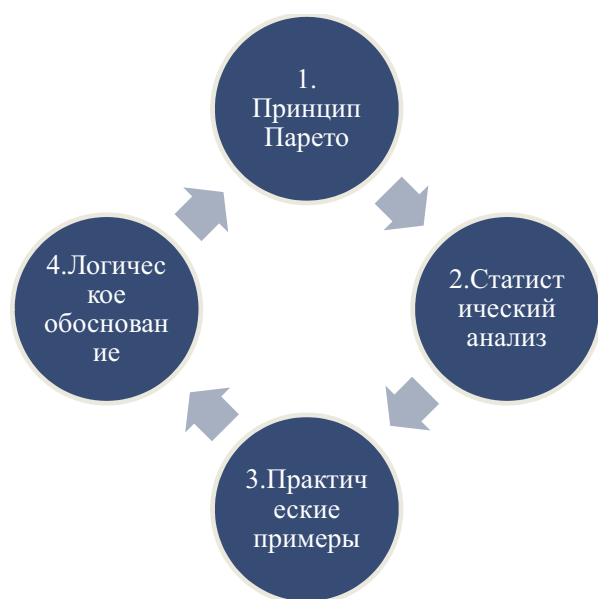 1.
Принцип
Парето
2.Статист
ический
анализ
3.Практич
еские
примеры
4.Логичес
кое
обоснован
ие